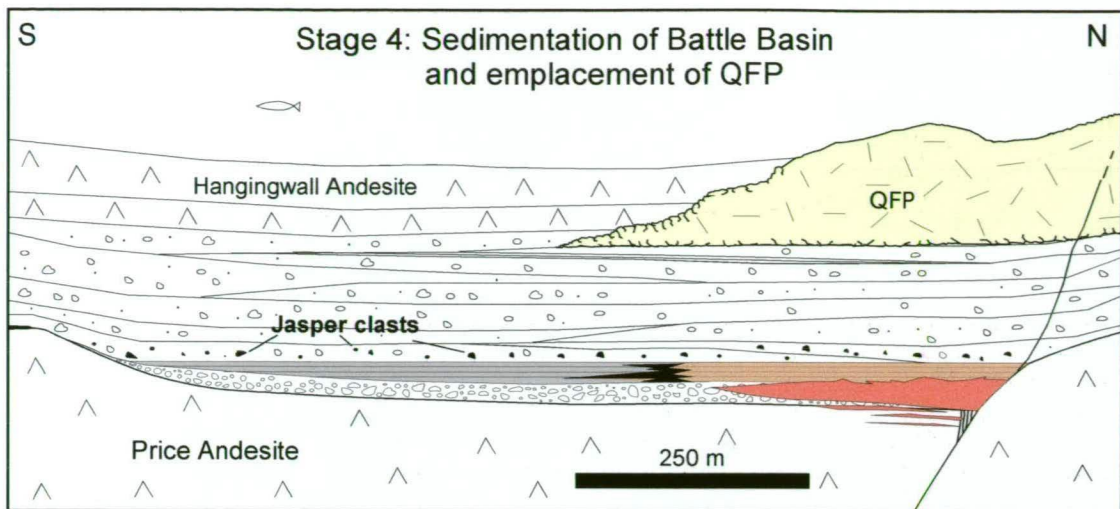 S
Stage 4: Sedimentation of Battle Basin
and emplacement of QFP
N
Hangingwall Andesite
QFP
Jasper clasts
Price Andesite
250 m